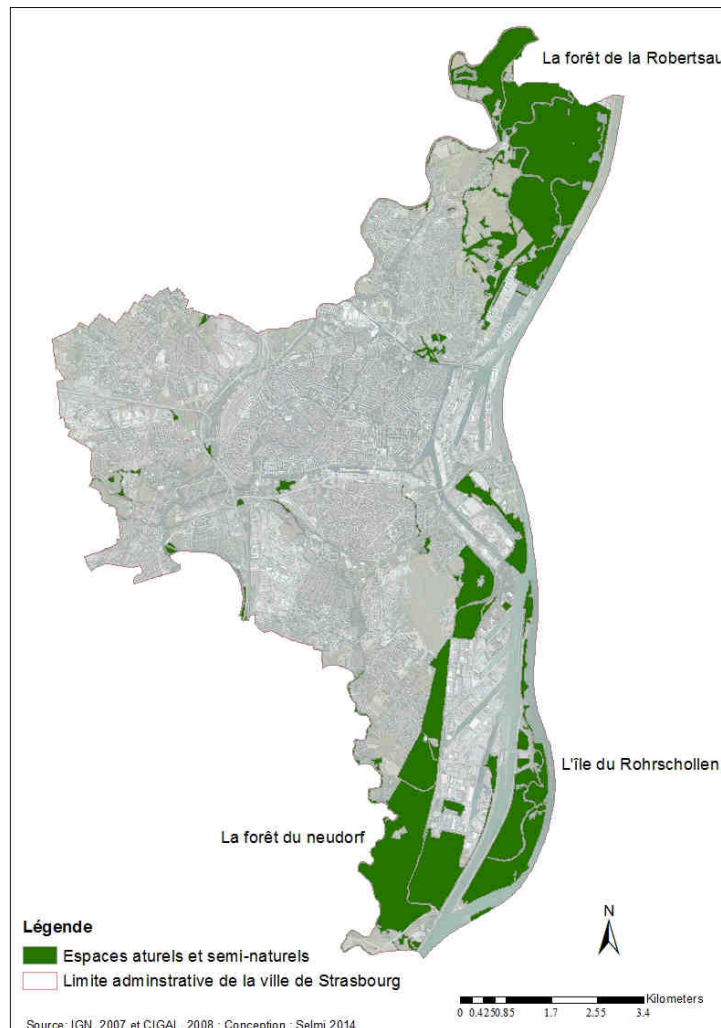 La forêt de la Robertsau
L'île du Rohrschollen
La forêt du neudorf
N
Légende
Espaces aturels et semi-naturels
Limite adminstrative de la ville de Strasbourg
Kilometers
0 0.425 0.85 1.7 2.55 3.4
Source: IGN, 2007 et CIGAL, 2008 ; Conception : Selmi 2014